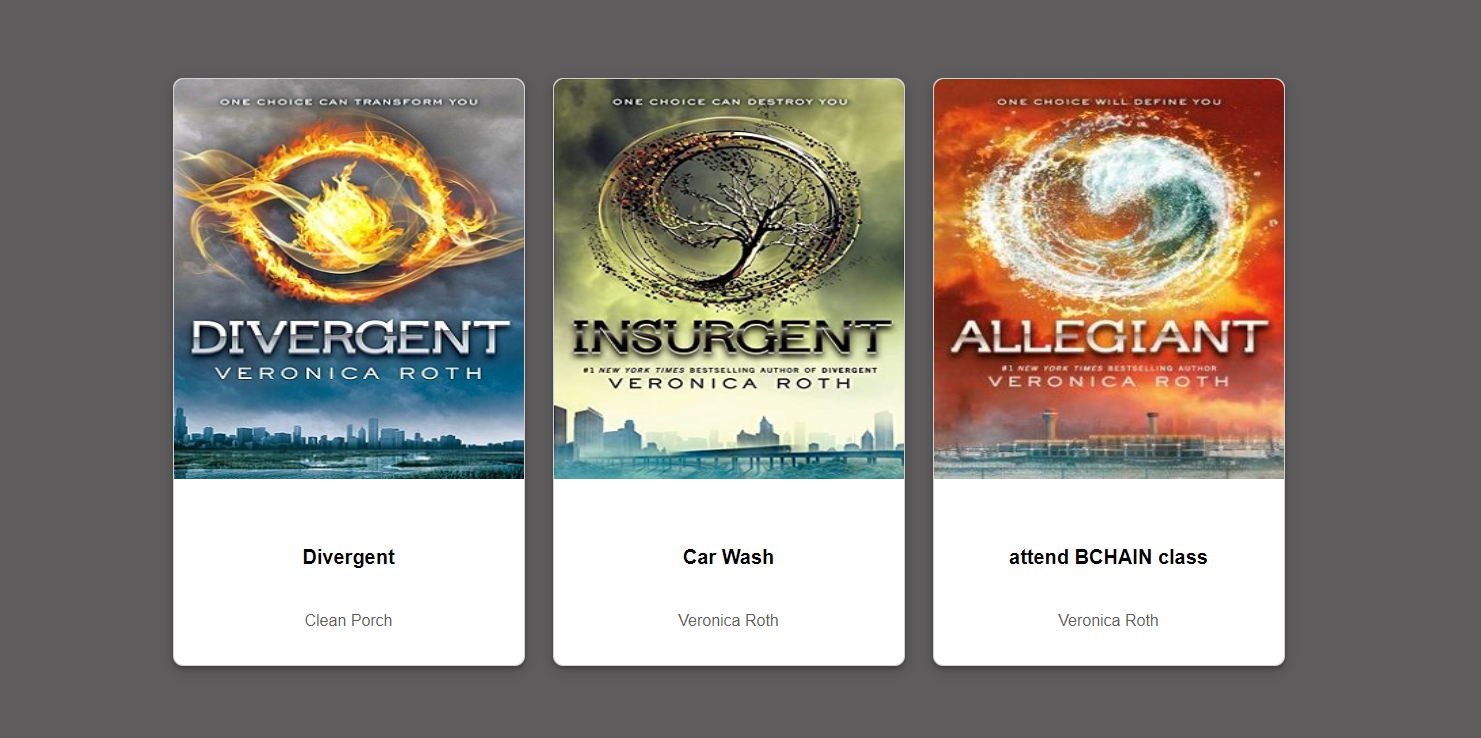 ONE CHOICE CAN TRANSFORM YOU
DIVERGENT
VERONICA ROTH
Divergent
Clean Porch
ONE CHOICE CAN DESTROY YOU
INSURGENT
#1 NEW YORK TIMES BESTSELLING AUTHOR OF DIVERGENT
VERONICA ROTH
Car Wash
Veronica Roth
ONE CHOICE WILL DEFINE YOU
ALLEGIANT
#1 NEW YORK TIMES BESTSELLING AUTHOR
VERONICA ROTH
attend BCHAIN class
Veronica Roth